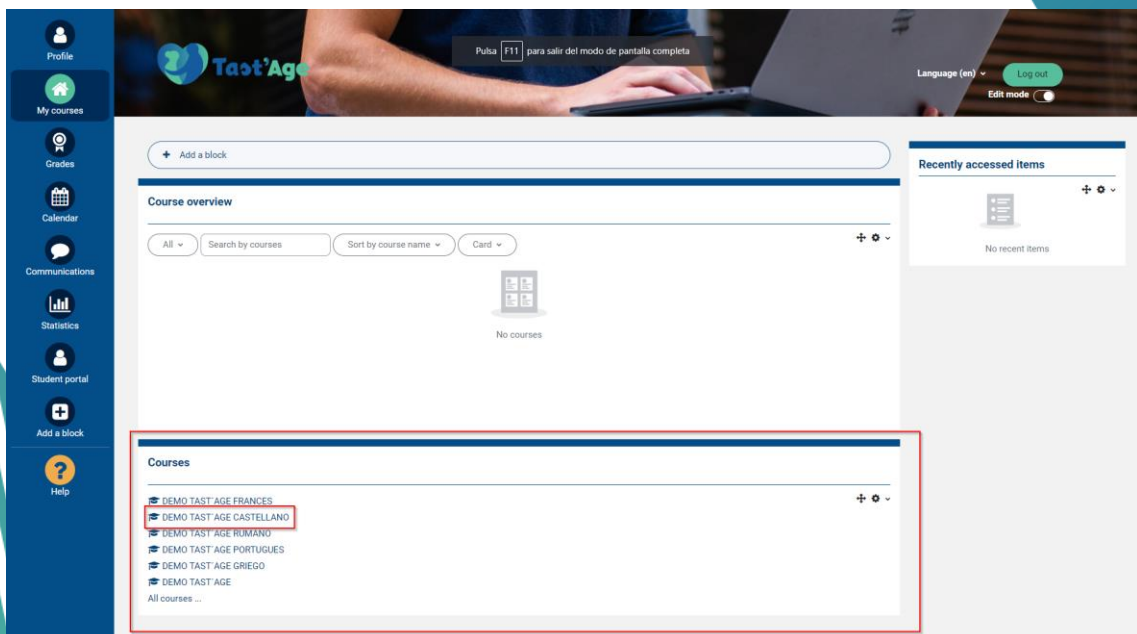 Profile
My courses
Grades
Calendar
Communications
Statistics
Student portal
Add a block
Help
Tast'Age
Pulsa F11 para salir del modo de pantalla completa
Language (en)
Log out
Edit mode
+ Add a block
Course overview
All
Search by courses
Sort by course name
Card
No courses
Recently accessed items
No recent items
Courses
DEMO TAST´AGE FRANCES
DEMO TAST´AGE CASTELLANO
DEMO TAST´AGE RUMANO
DEMO TAST´AGE PORTUGUES
DEMO TAST´AGE GRIEGO
DEMO TAST´AGE
All courses ...